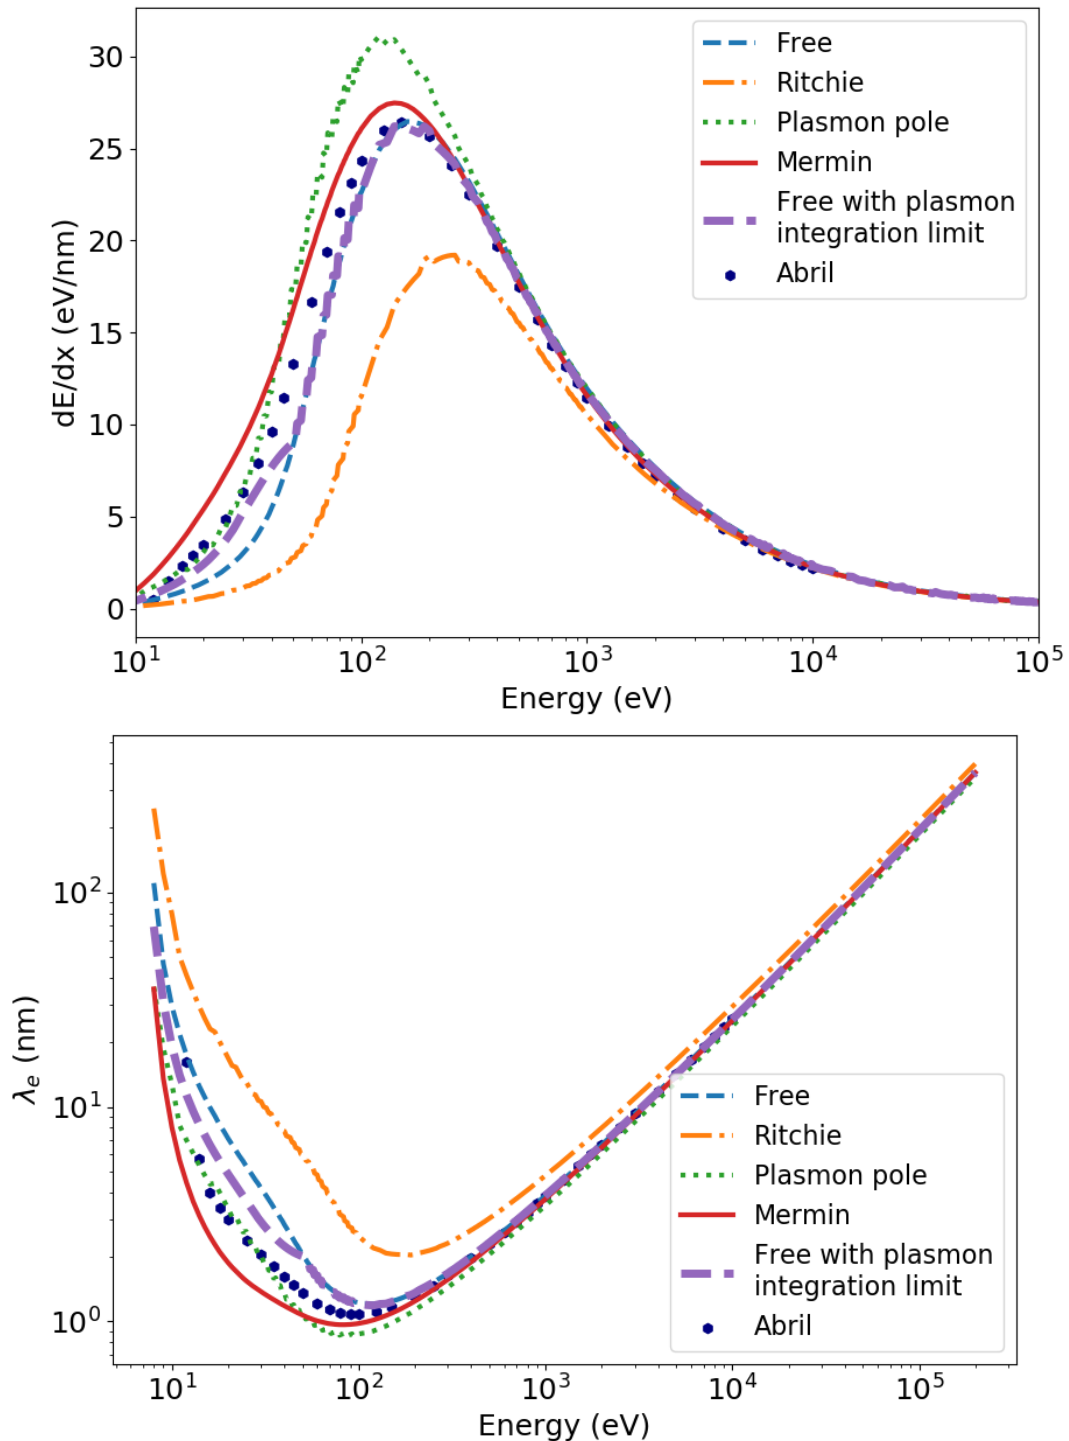 30
25
20
15
10
5
0
dE/dx (eV/nm)
Free
Ritchie
Plasmon pole
Mermin
Free with plasmon
integration limit
Abril
10¹ 10² 10³ 10⁴ 10⁵
Energy (eV)
10²
10¹
10⁰
λₑ (nm)
Free
Ritchie
Plasmon pole
Mermin
Free with plasmon
integration limit
Abril
10¹ 10² 10³ 10⁴ 10⁵
Energy (eV)